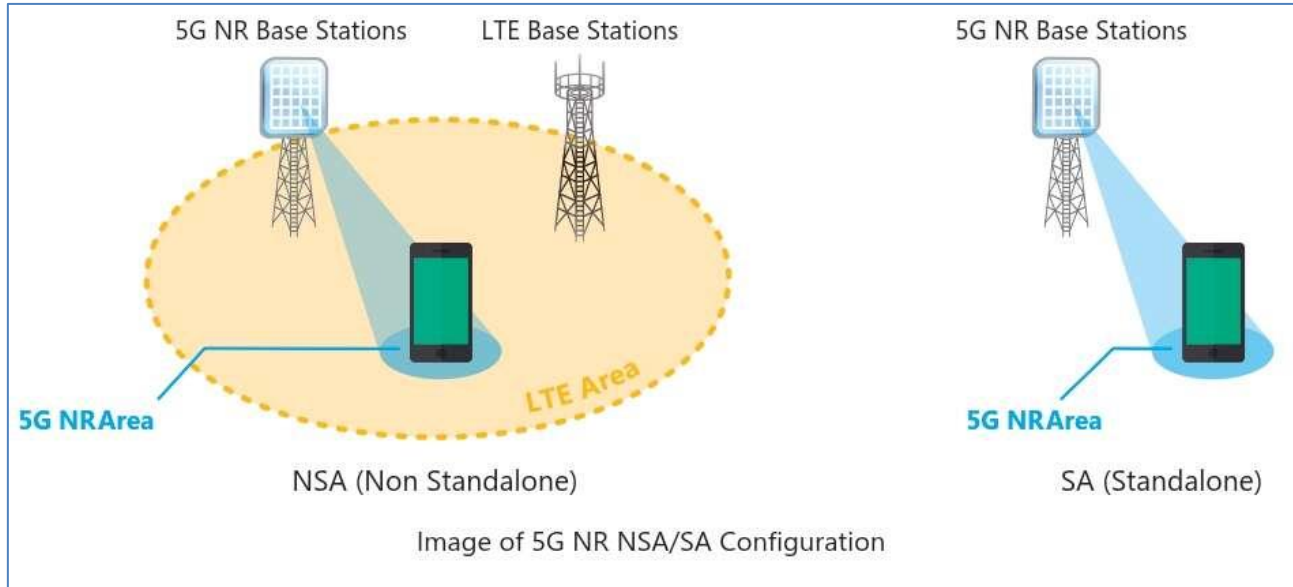 5G NR Base Stations
LTE Base Stations
5G NR Base Stations
LTE Area
5G NRArea
5G NRArea
NSA (Non Standalone)
SA (Standalone)
Image of 5G NR NSA/SA Configuration